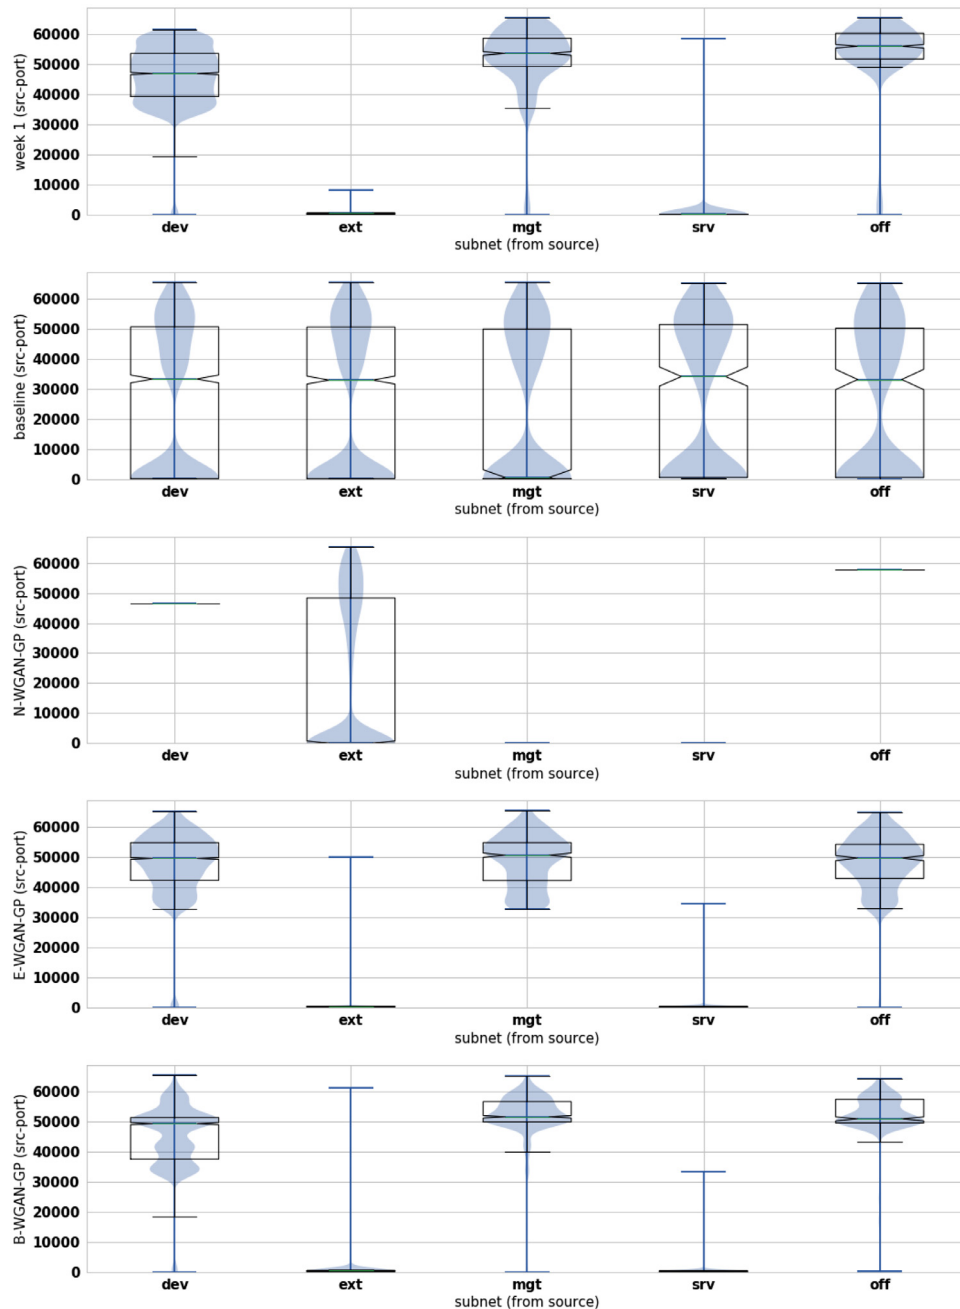 week 1 (src-port)
60000
50000
40000
30000
20000
10000
0
dev ext mgt srv off
subnet (from source)
baseline (src-port)
60000
50000
40000
30000
20000
10000
0
dev ext mgt srv off
subnet (from source)
N-WGAN-GP (src-port)
60000
50000
40000
30000
20000
10000
0
dev ext mgt srv off
subnet (from source)
E-WGAN-GP (src-port)
60000
50000
40000
30000
20000
10000
0
dev ext mgt srv off
subnet (from source)
B-WGAN-GP (src-port)
60000
50000
40000
30000
20000
10000
0
dev ext mgt srv off
subnet (from source)